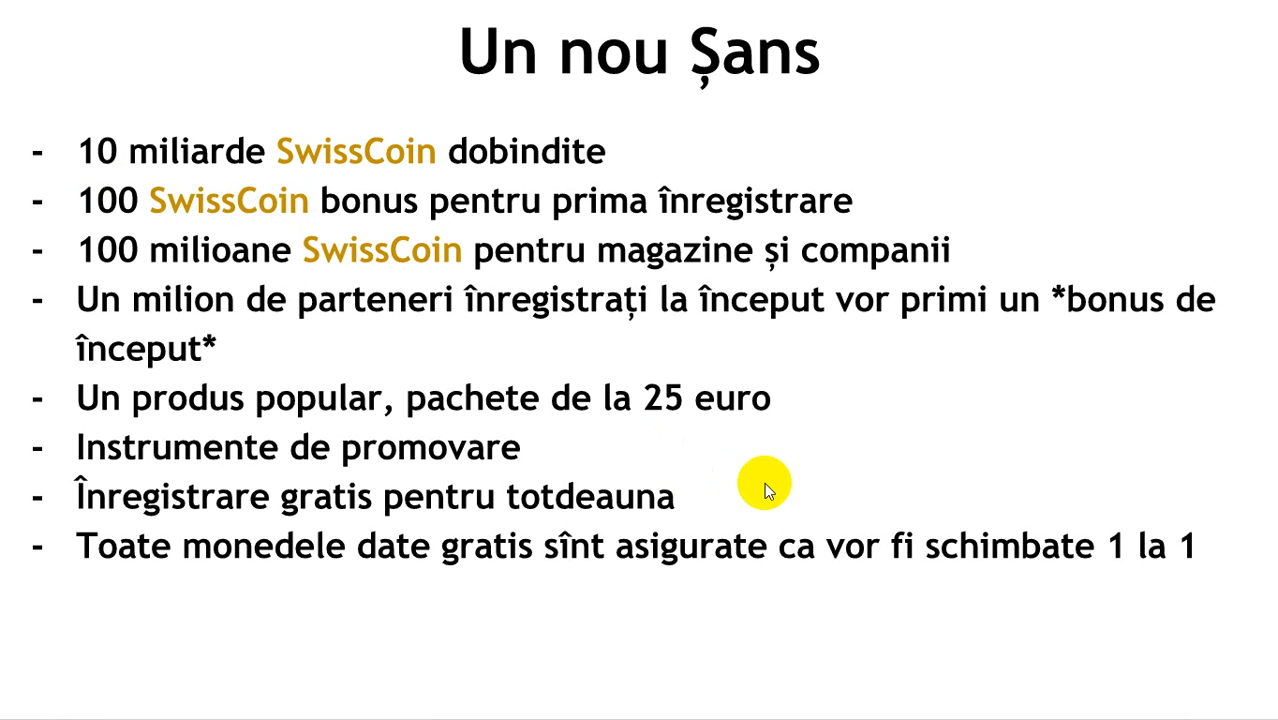 Un nou Șans
- 10 miliarde SwissCoin dobindite
- 100 SwissCoin bonus pentru prima înregistrare
- 100 milioane SwissCoin pentru magazine și companii
- Un milion de parteneri înregistrați la început vor primi un *bonus de
început*
- Un produs popular, pachete de la 25 euro
- Instrumente de promovare
- Înregistrare gratis pentru totdeauna
- Toate monedele date gratis sînt asigurate ca vor fi schimbate 1 la 1